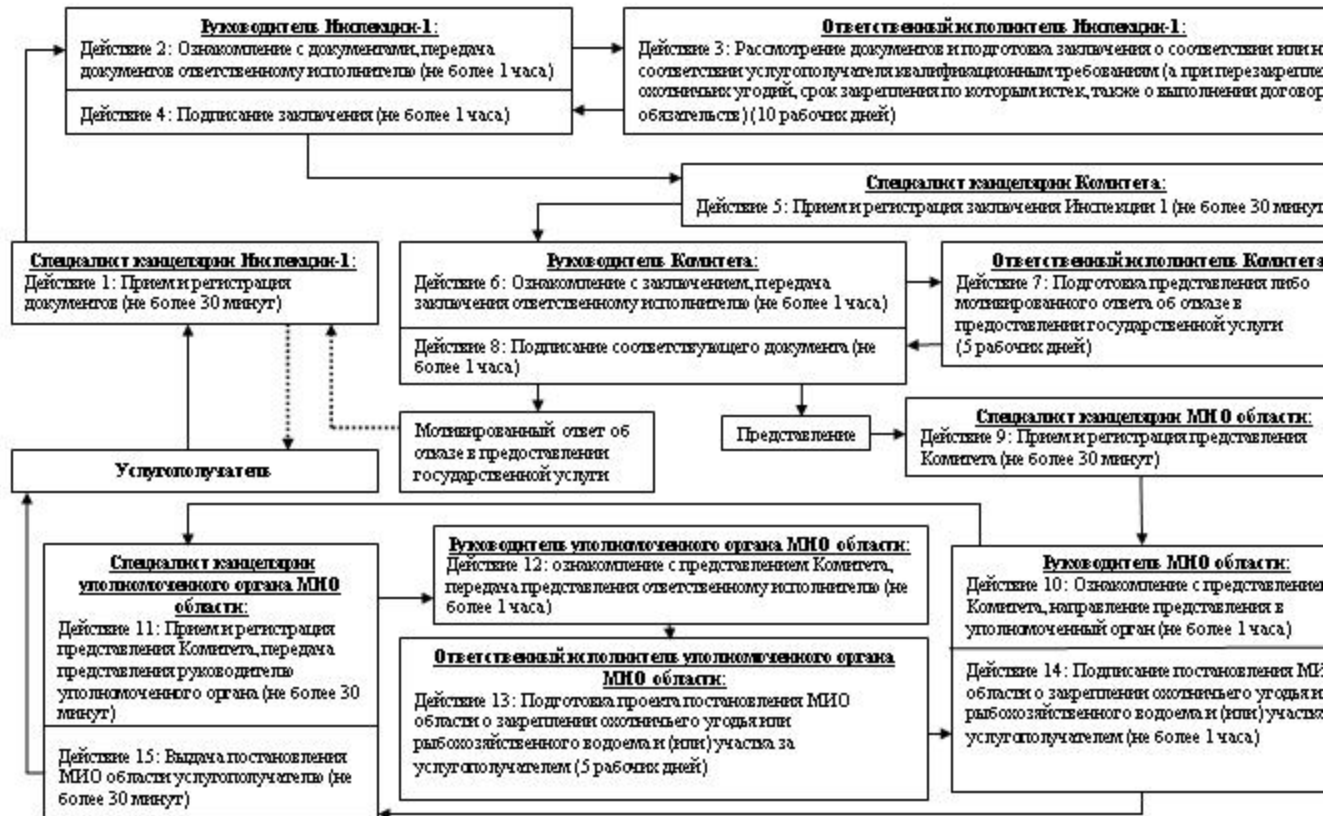 Руководитель Инспекции-1:
Действие 2: Ознакомление с документами, передача
документов ответственному исполнителю (не более 1 часа)
Действие 4: Подписание заключения (не более 1 часа)
Ответственный исполнитель Инспекции-1:
Действие 3: Рассмотрение документов и подготовка заключения о соответствии или н
соответствии услугополучателя квалификационным требованиям (а при перезакрепле
охотничьих угодий, срок закрепления по которым истек, также о выполнении договор
обязательств) (10 рабочих дней)
Специалист канцелярии Комитета:
Действие 5: Прием и регистрация заключения Инспекции 1 (не более 30 минут
Специалист канцелярии Инспекции-1:
Действие 1: Прием и регистрация
документов (не более 30 минут)
Руководитель Комитета:
Действие 6: Ознакомление с заключением, передача
заключения ответственному исполнителю (не более 1 часа)
Действие 8: Подписание соответствующего документа (не
более 1 часа)
Ответственный исполнитель Комитета
Действие 7: Подготовка представления либо
мотивированного ответа об отказе в
предоставлении государственной услуги
(5 рабочих дней)
Мотивированный ответ об
отказе в предоставлении
государственной услуги
Представление
Специалист канцелярии МИО области:
Действие 9: Прием и регистрация представления
Комитета (не более 30 минут)
Услугополучатель
Специалист канцелярии
уполномоченного органа МИО
области:
Действие 11: Прием и регистрация
представления Комитета, передача
представления руководителю
уполномоченного органа (не более 30
минут)
Действие 15: Выдача постановления
МИО области услугополучателю (не
более 30 минут)
Руководитель уполномоченного органа МИО области:
Действие 12: ознакомление с представлением Комитета,
передача представления ответственному исполнителю (не
более 1 часа)
Ответственный исполнитель уполномоченного органа
МИО области:
Действие 13: Подготовка проекта постановления МИО
области о закреплении охотничьего угодья или
рыбохозяйственного водоема и (или) участка за
услугополучателем (5 рабочих дней)
Руководитель МИО области:
Действие 10: Ознакомление с представление
Комитета, направление представления в
уполномоченный орган (не более 1 часа)
Действие 14: Подписание постановления МИ
области о закреплении охотничьего угодья и
рыбохозяйственного водоема и (или) участка
услугополучателем (не более 1 часа)